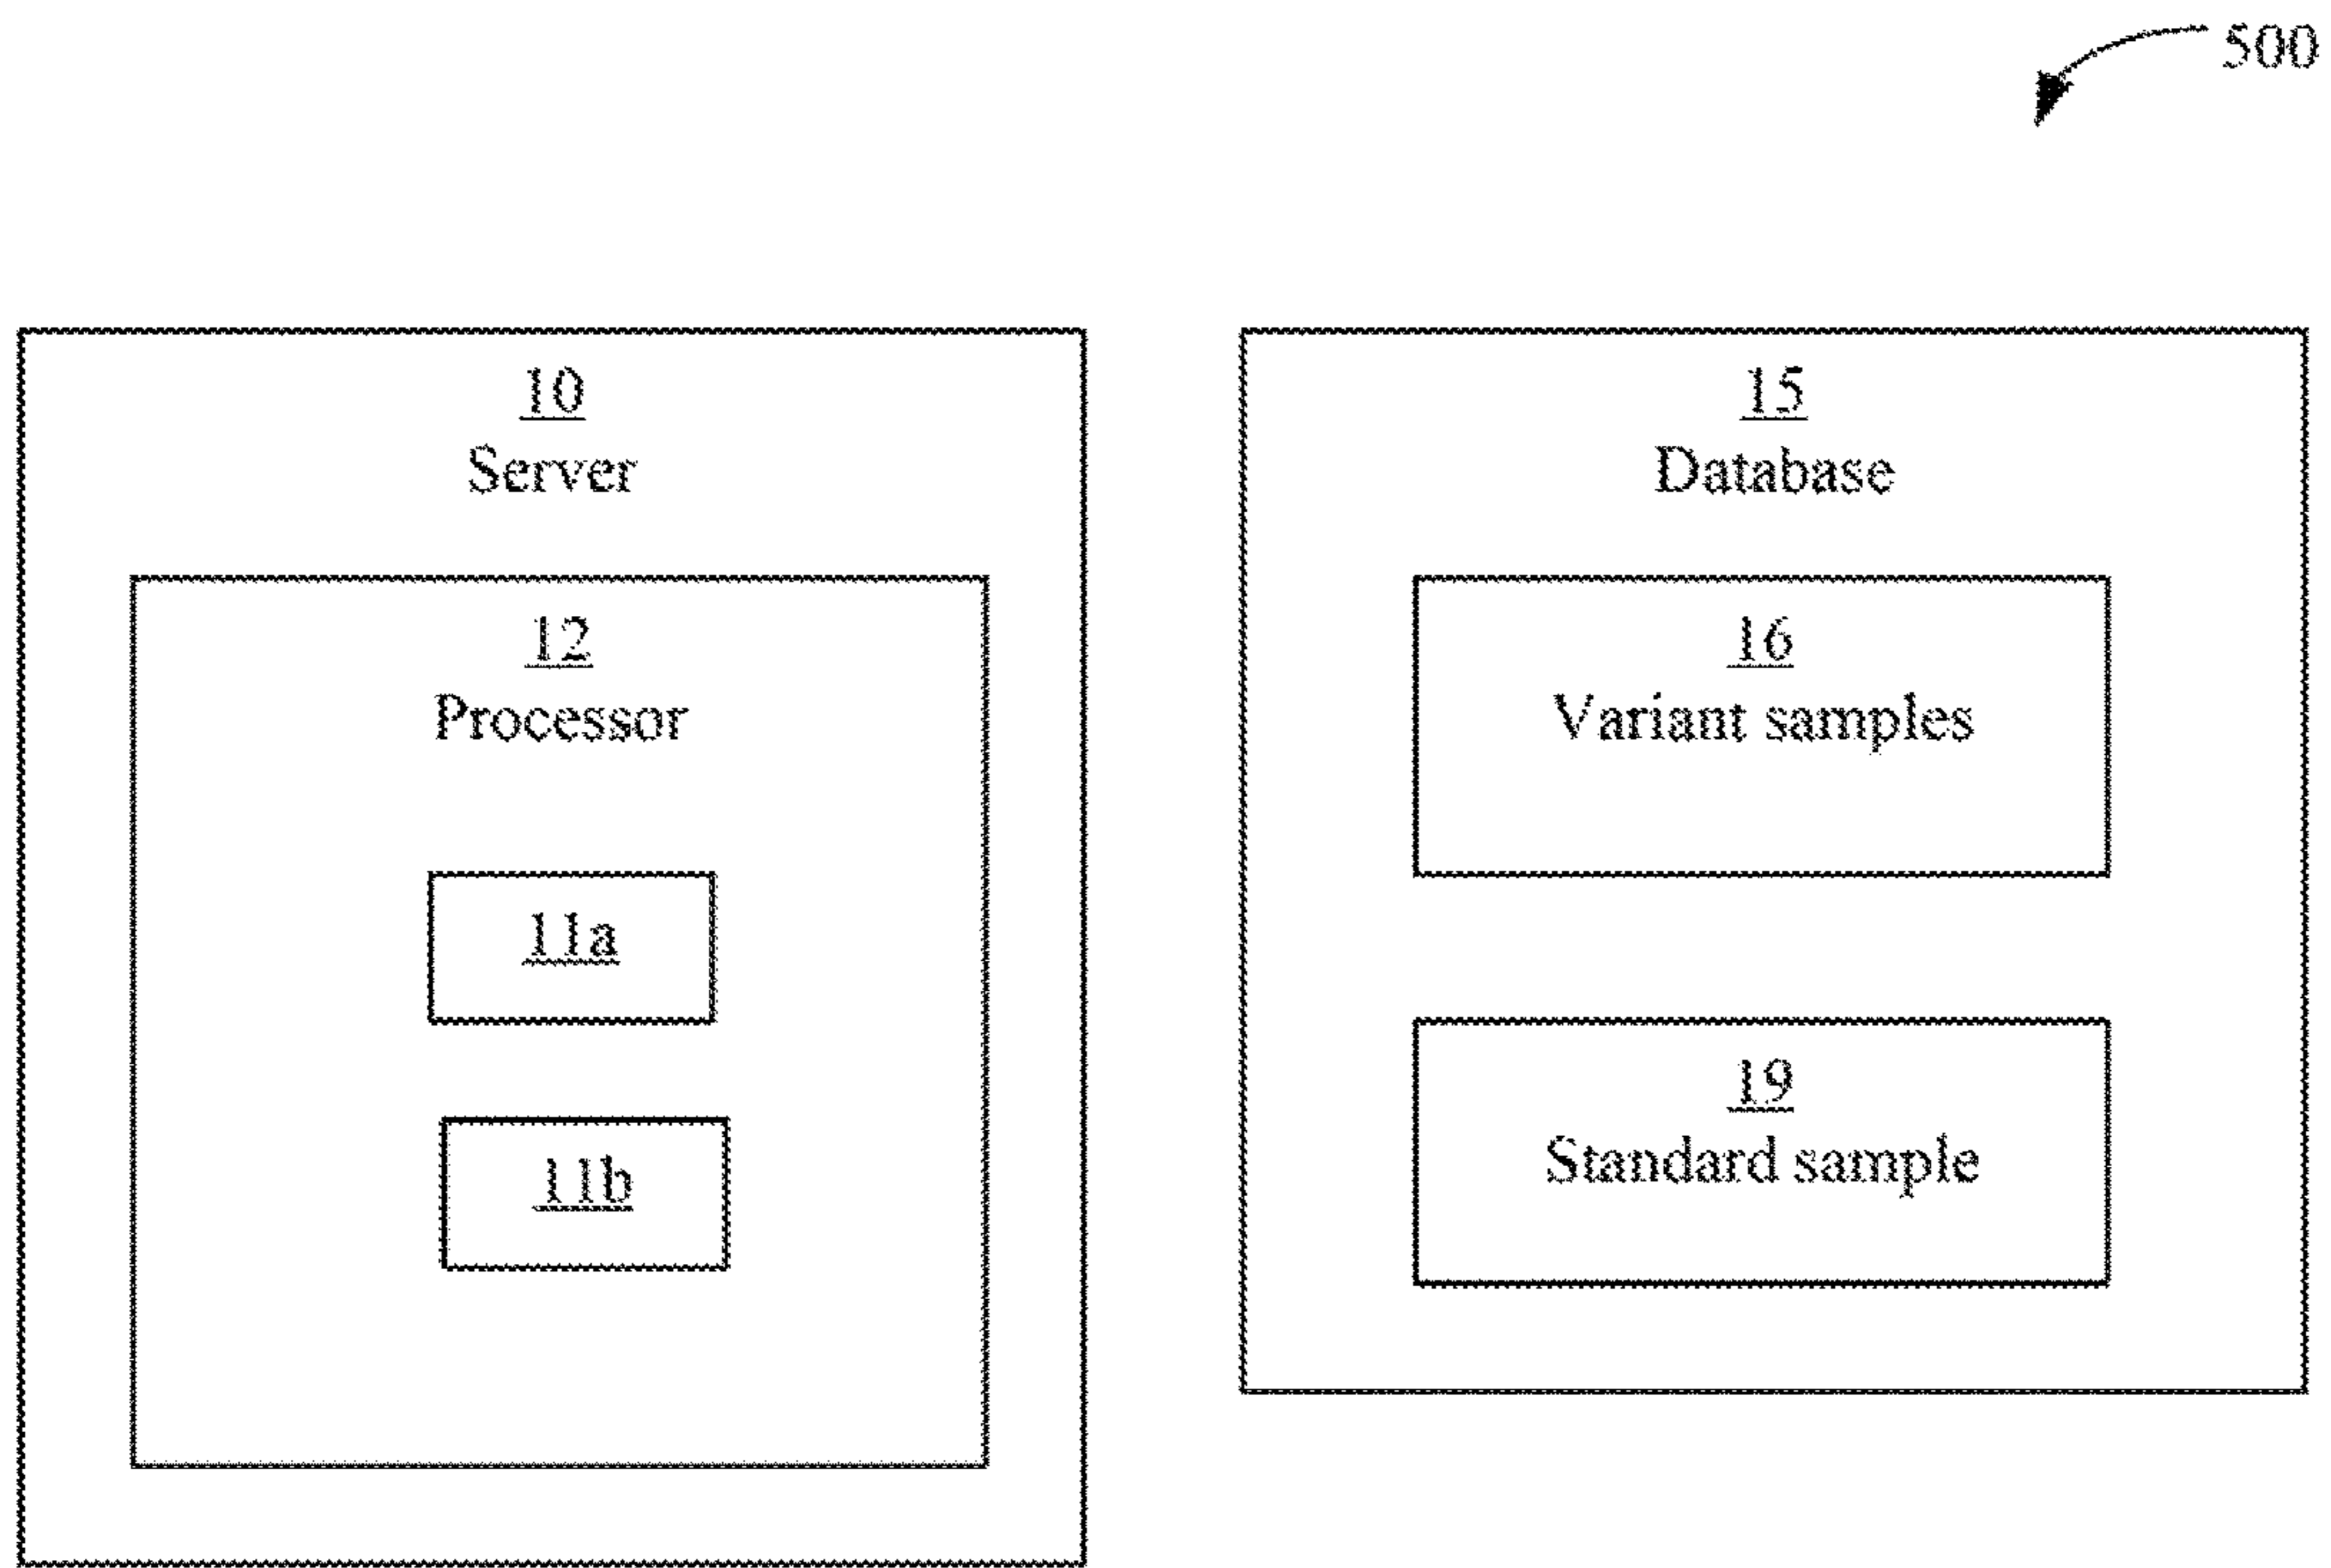 500
10
Server
12
Processor
11a
11b
15
Database
16
Variant samples
19
Standard sample